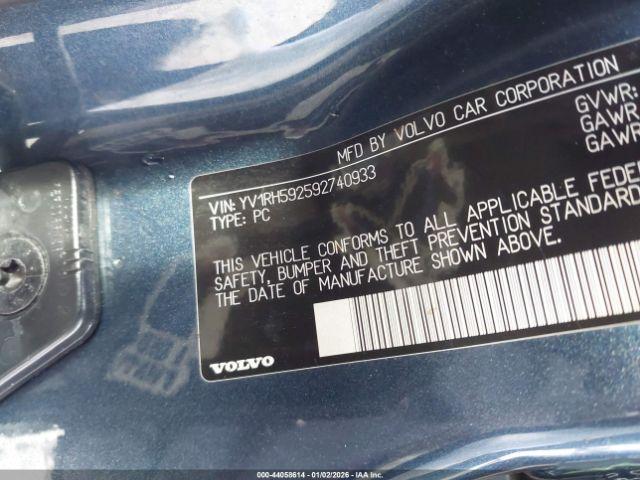 MFD BY VOLVO CAR CORPORATION
GVWR:
GAWR
GAWR
VIN: YV1RH592592740933
TYPE: PC
THIS VEHICLE CONFORMS TO ALL APPLICABLE FEDE
SAFETY, BUMPER AND THEFT PREVENTION STANDARD
THE DATE OF MANUFACTURE SHOWN ABOVE.
VOLVO
000-44058614 - 01/02/2026 - IAA Inc.